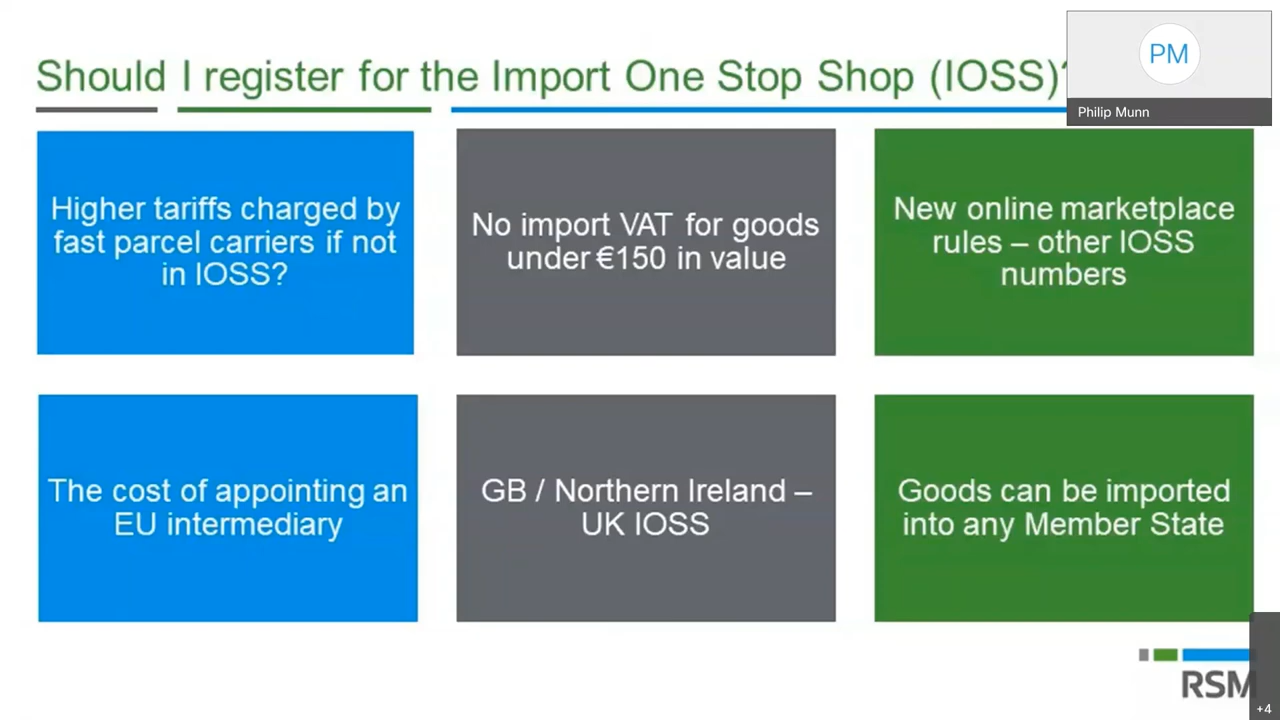 Should I register for the Import One Stop Shop (IOSS)?
PM
Philip Munn
Higher tariffs charged by
fast parcel carriers if not
in IOSS?
No import VAT for goods
under €150 in value
New online marketplace
rules – other IOSS
numbers
The cost of appointing an
EU intermediary
GB / Northern Ireland –
UK IOSS
Goods can be imported
into any Member State
RSM
+4